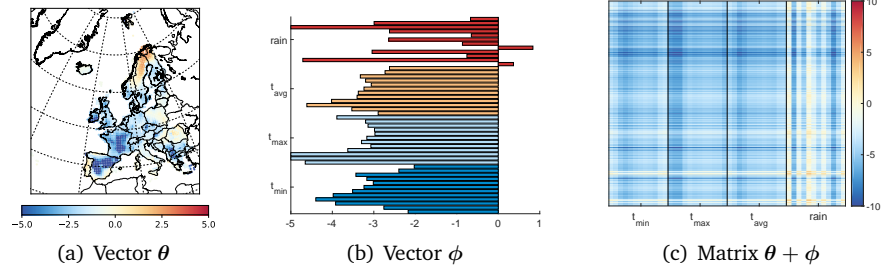 −5.0 −2.5 0.0 2.5 5.0
(a) Vector θ
rain
t_avg
t_max
t_min
-5 -4 -3 -2 -1 0 1
(b) Vector ϕ
10
5
0
-5
-10
t_min t_max t_avg rain
(c) Matrix θ + ϕ